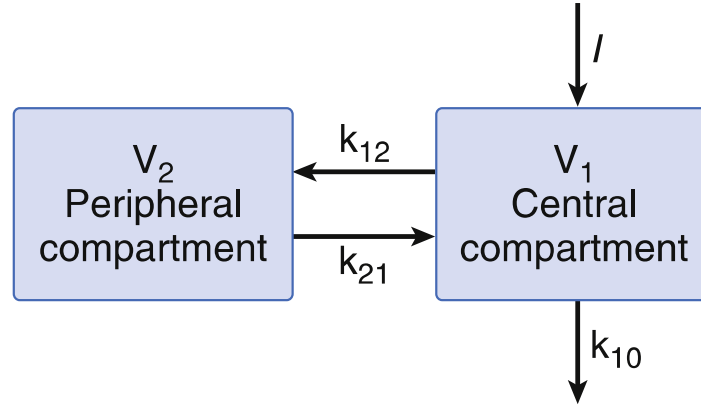 I
V₂
Peripheral
compartment
k₁₂
k₂₁
V₁
Central
compartment
k₁₀